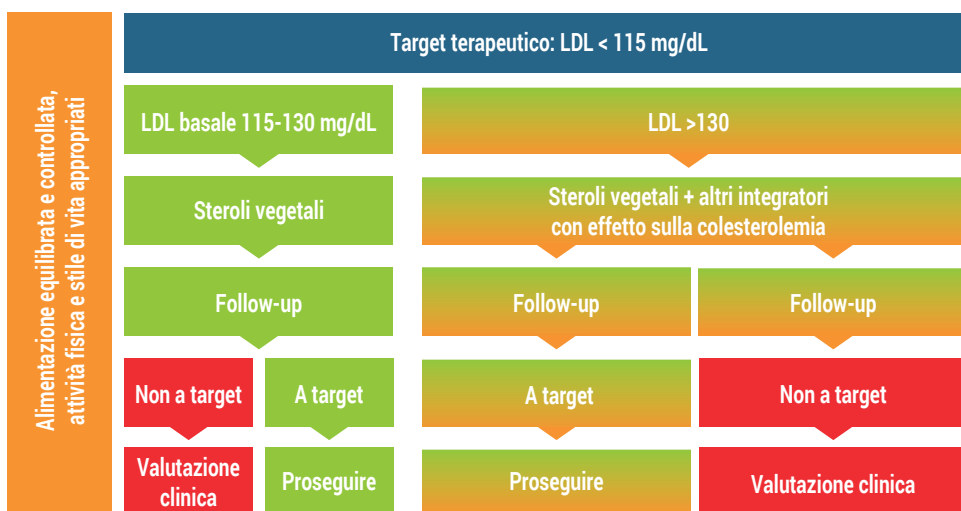 Alimentazione equilibrata e controllata,
attività fisica e stile di vita appropriati
Target terapeutico: LDL < 115 mg/dL
LDL basale 115-130 mg/dL
LDL >130
Steroli vegetali
Steroli vegetali + altri integratori
con effetto sulla colesterolemia
Follow-up
Follow-up
Follow-up
Non a target
A target
A target
Non a target
Valutazione
clinica
Proseguire
Proseguire
Valutazione clinica